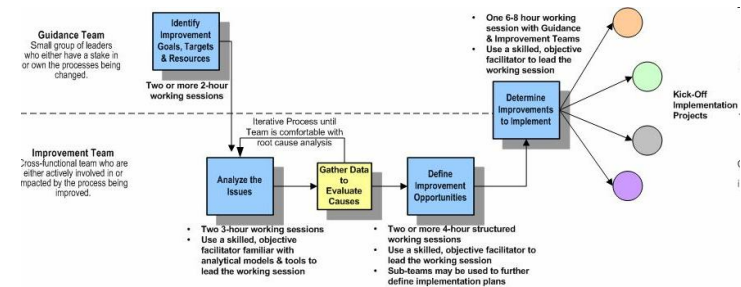 Guidance Team
Small group of leaders
who either have a stake in
or own the processes being
changed.
Identify
Improvement
Goals, Targets
& Resources
Two or more 2-hour
working sessions
• One 6-8 hour working
session with Guidance
& Improvement Teams
• Use a skilled, objective
facilitator to lead the
working session
Determine
Improvements
to Implement
Kick-Off
Implementation
Projects
Iterative Process until
Team is comfortable with
root cause analysis
Improvement Team
Cross-functional team who are
either actively involved in or
impacted by the process being
improved.
Analyze the
Issues
Gather Data
to
Evaluate
Causes
Define
Improvement
Opportunities
• Two 3-hour working sessions
• Use a skilled, objective
facilitator familiar with
analytical models & tools to
lead the working session
• Two or more 4-hour structured
working sessions
• Use a skilled, objective facilitator to
lead the working session
• Sub-teams may be used to further
define implementation plans